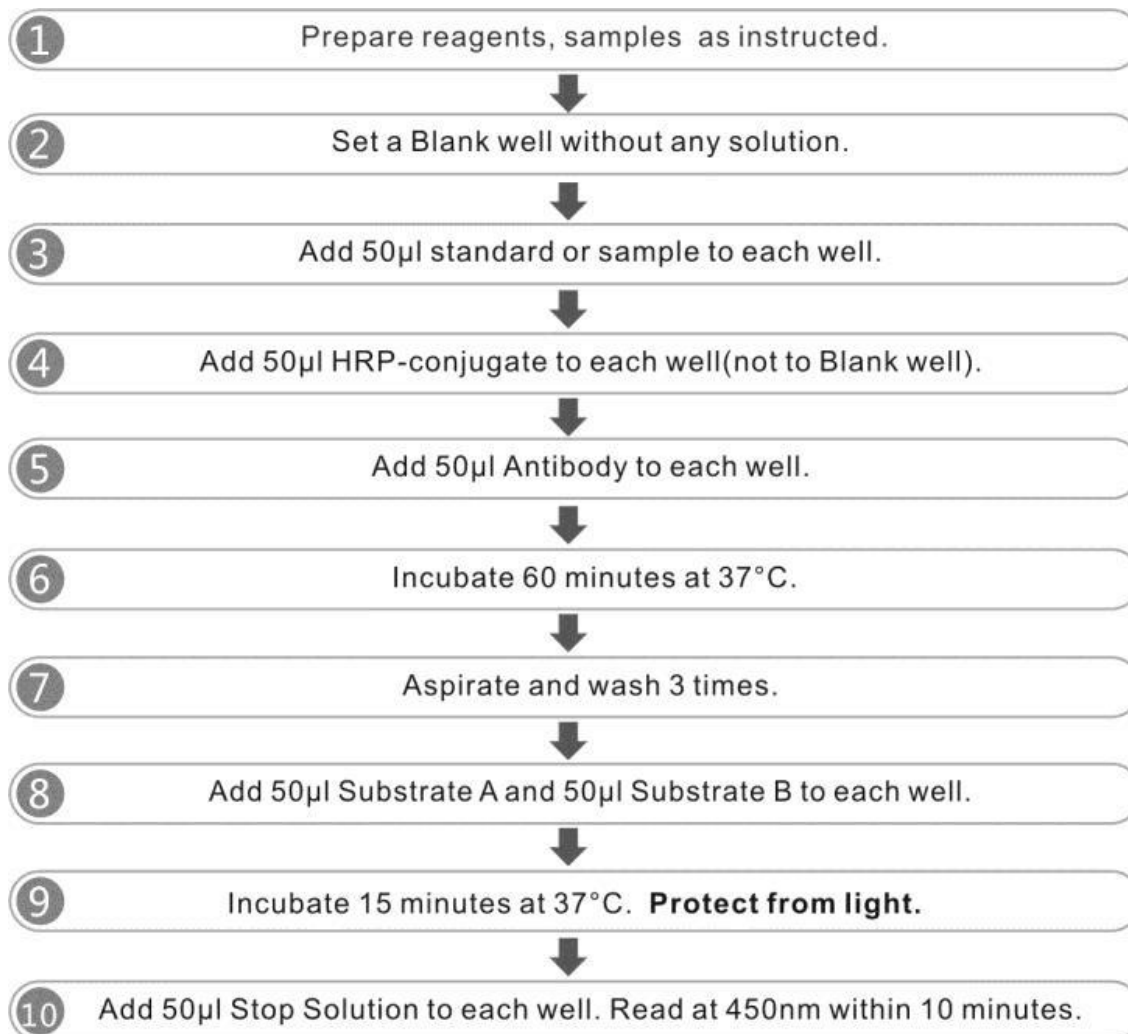 1 Prepare reagents, samples as instructed.
2 Set a Blank well without any solution.
3 Add 50μl standard or sample to each well.
4 Add 50μl HRP-conjugate to each well(not to Blank well).
5 Add 50μl Antibody to each well.
6 Incubate 60 minutes at 37°C.
7 Aspirate and wash 3 times.
8 Add 50μl Substrate A and 50μl Substrate B to each well.
9 Incubate 15 minutes at 37°C. Protect from light.
10 Add 50μl Stop Solution to each well. Read at 450nm within 10 minutes.